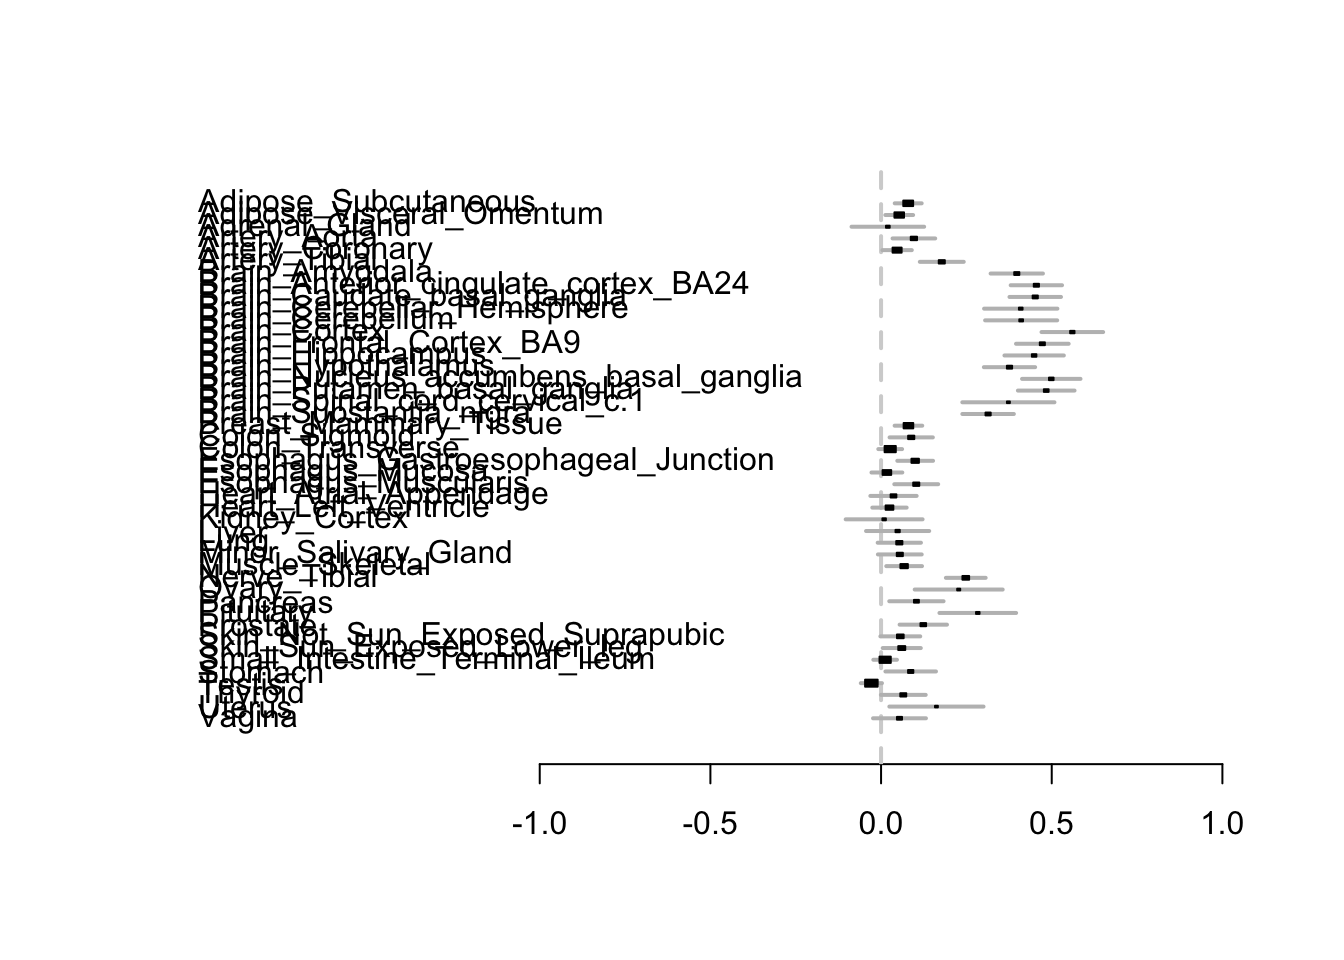 Adipose_Subcutaneous
Adipose_Visceral_Omentum
Adrenal_Gland
Artery_Aorta
Artery_Coronary
Artery_Tibial
Brain_Amygdala
Brain_Anterior_cingulate_cortex_BA24
Brain_Caudate_basal_ganglia
Brain_Cerebellar_Hemisphere
Brain_Cerebellum
Brain_Cortex
Brain_Frontal_Cortex_BA9
Brain_Hippocampus
Brain_Hypothalamus
Brain_Nucleus_accumbens_basal_ganglia
Brain_Putamen_basal_ganglia
Brain_Spinal_cord_cervical_c.1
Brain_Substantia_nigra
Breast_Mammary_Tissue
Colon_Sigmoid
Colon_Transverse
Esophagus_Gastroesophageal_Junction
Esophagus_Mucosa
Esophagus_Muscularis
Heart_Atrial_Appendage
Heart_Left_Ventricle
Kidney_Cortex
Liver
Lung
Minor_Salivary_Gland
Muscle_Skeletal
Nerve_Tibial
Ovary
Pancreas
Pituitary
Prostate
Skin_Not_Sun_Exposed_Suprapubic
Skin_Sun_Exposed_Lower_leg
Small_Intestine_Terminal_Ileum
Stomach
Testis
Thyroid
Uterus
Vagina
-1.0 -0.5 0.0 0.5 1.0